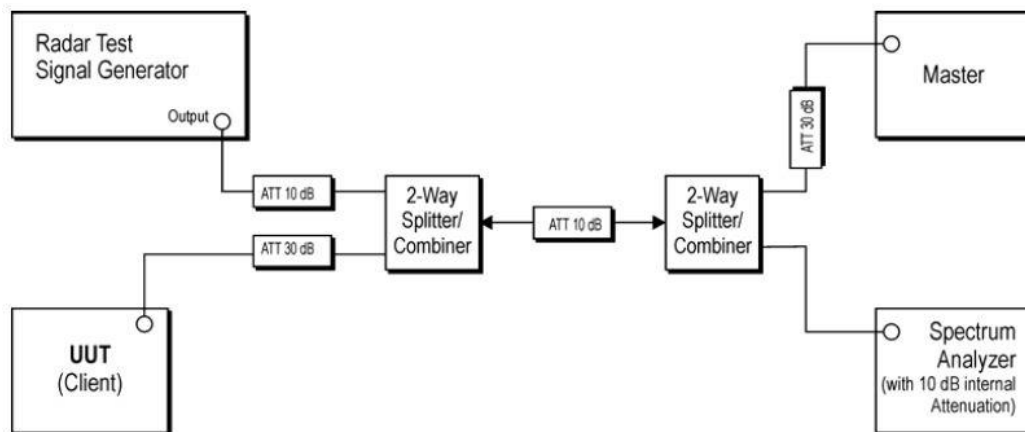 Radar Test
Signal Generator
Output
ATT 10 dB
ATT 30 dB
UUT
(Client)
2-Way
Splitter/
Combiner
ATT 10 dB
2-Way
Splitter/
Combiner
ATT 30 dB
Master
Spectrum
Analyzer
(with 10 dB internal
Attenuation)